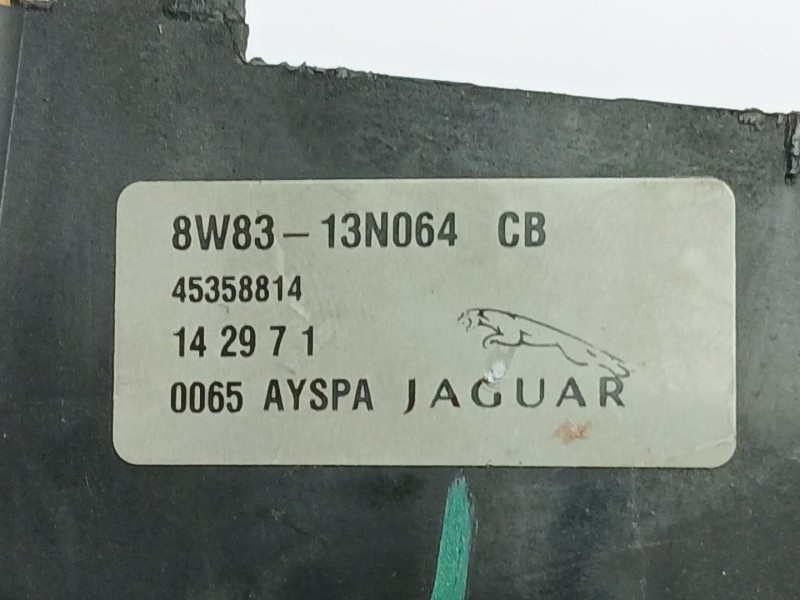 8W83-13N064 CB
45358814
14 29 7 1
0065 AYSPA JAGUAR